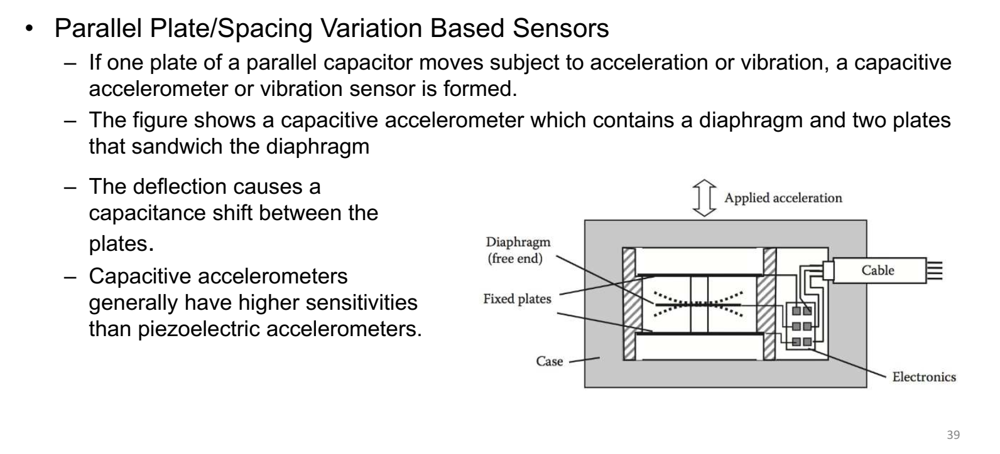 • Parallel Plate/Spacing Variation Based Sensors
– If one plate of a parallel capacitor moves subject to acceleration or vibration, a capacitive
accelerometer or vibration sensor is formed.
– The figure shows a capacitive accelerometer which contains a diaphragm and two plates
that sandwich the diaphragm
– The deflection causes a
capacitance shift between the
plates.
– Capacitive accelerometers
generally have higher sensitivities
than piezoelectric accelerometers.
Applied acceleration
Diaphragm
(free end)
Cable
Fixed plates
Case
Electronics
39